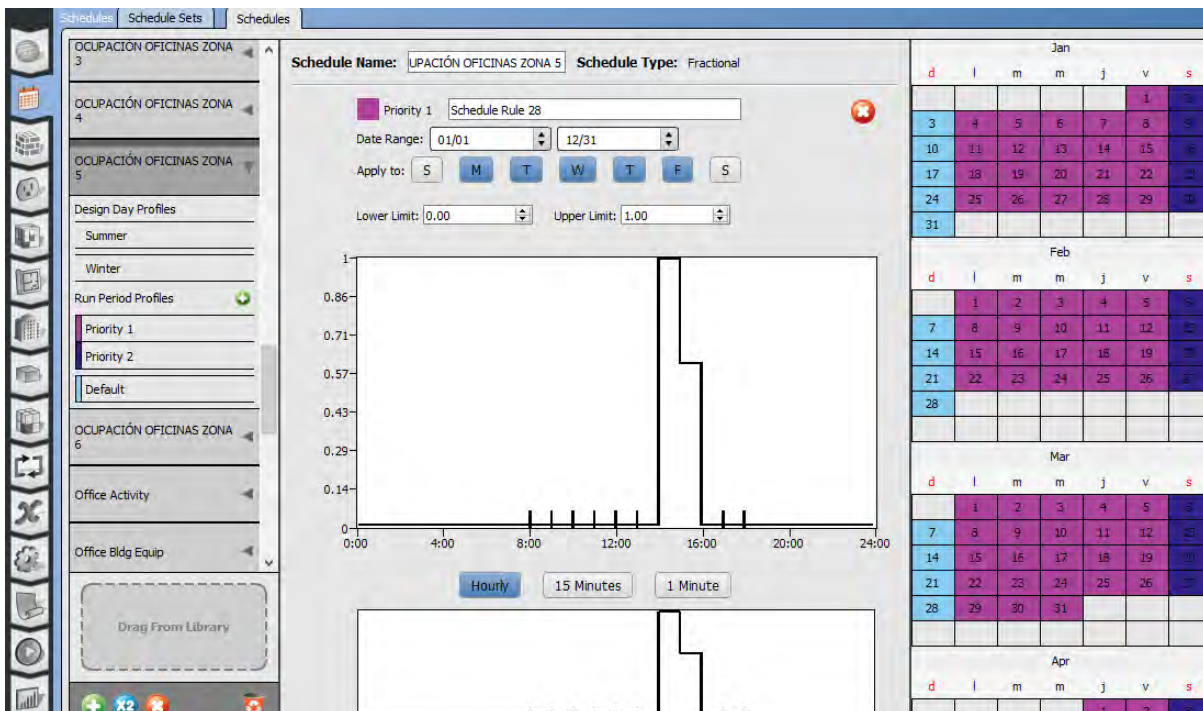 Schedules Schedule Sets Schedules
OCUPACIÓN OFICINAS ZONA
3
OCUPACIÓN OFICINAS ZONA
4
OCUPACIÓN OFICINAS ZONA
5
Design Day Profiles
Summer
Winter
Run Period Profiles
Priority 1
Priority 2
Default
OCUPACIÓN OFICINAS ZONA
6
Office Activity
Office Bldg Equip
Drag From Library
X2
Schedule Name: UPACIÓN OFICINAS ZONA 5 Schedule Type: Fractional
Priority 1 Schedule Rule 28
Date Range: 01/01 12/31
Apply to: S M T W T F S
Lower Limit: 0.00 Upper Limit: 1.00
1
0.86
0.71
0.57
0.43
0.29
0.14
0
0:00 4:00 8:00 12:00 16:00 20:00 24:00
Hourly 15 Minutes 1 Minute
Jan
d l m m j v s
1
3 4 5 6 7 8
10 11 12 13 14 15
17 18 19 20 21 22
24 25 26 27 28 29
31
Feb
d l m m j v s
1 2 3 4 5
7 8 9 10 11 12
14 15 16 17 18 19
21 22 23 24 25 26
28
Mar
d l m m j v s
1 2 3 4 5
7 8 9 10 11 12
14 15 16 17 18 19
21 22 23 24 25 26
28 29 30 31
Apr
d l m m j v s
1 2